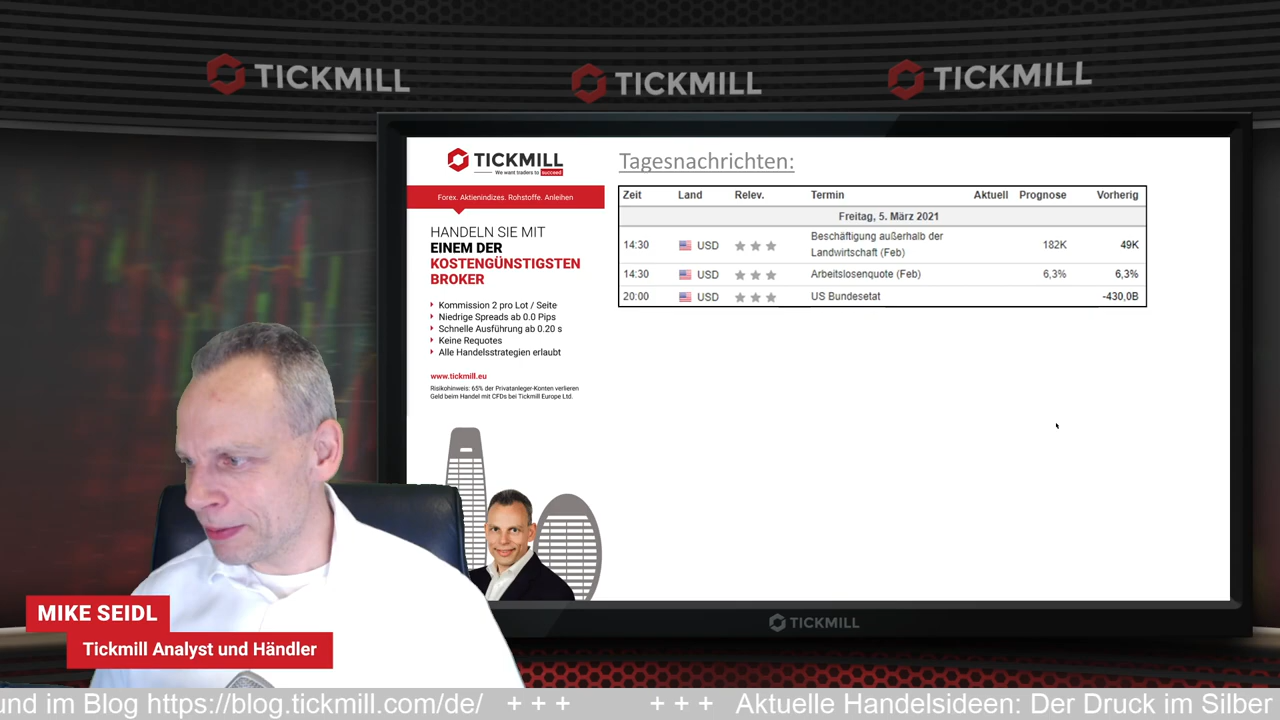 TICKMILL
TICKMILL
TICKMILL
TICKMILL
We want traders to succeed
Forex. Aktienindizes. Rohstoffe. Anleihen
HANDELN SIE MIT
EINEM DER
KOSTENGÜNSTIGSTEN
BROKER
Kommission 2 pro Lot / Seite
Niedrige Spreads ab 0.0 Pips
Schnelle Ausführung ab 0.20 s
Keine Requotes
Alle Handelsstrategien erlaubt
www.tickmill.eu
Risikohinweis: 65% der Privatanleger-Konten verlieren
Geld beim Handel mit CFDs bei Tickmill Europe Ltd.
Tagesnachrichten:
Zeit Land Relev. Termin Aktuell Prognose Vorherig
Freitag, 5. März 2021
14:30 USD Beschäftigung außerhalb der
Landwirtschaft (Feb) 182K 49K
14:30 USD Arbeitslosenquote (Feb) 6,3% 6,3%
20:00 USD US Bundesetat -430,0B
TICKMILL
MIKE SEIDL
Tickmill Analyst und Händler
und im Blog https://blog.tickmill.com/de/ + + + + + + Aktuelle Handelsideen: Der Druck im Silber